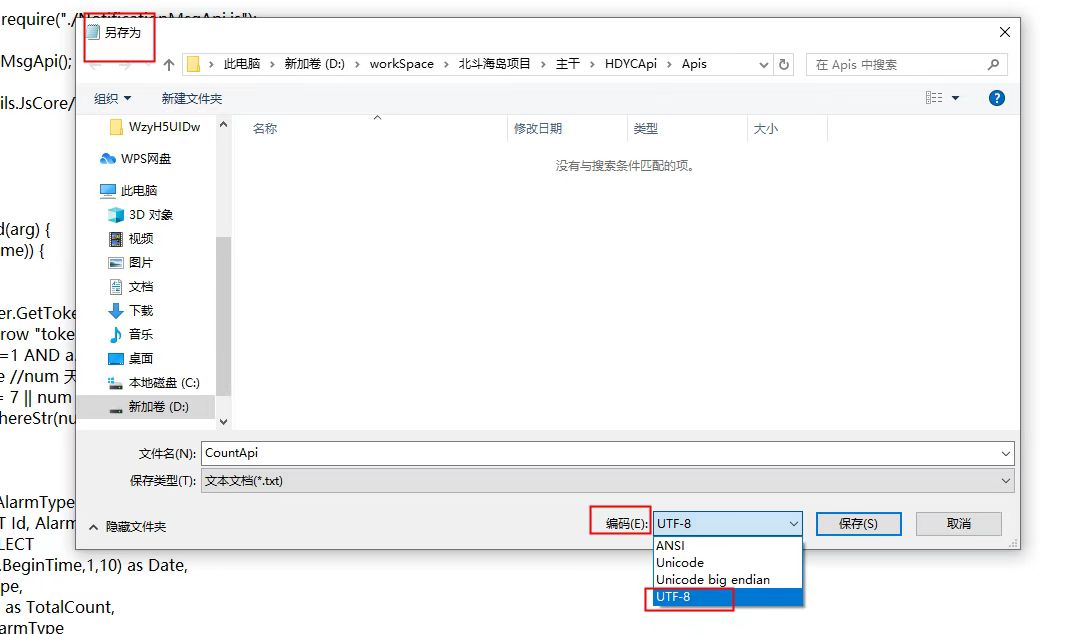 require("./NotificationMsgApi.js");
另存为
MsgApi();
此电脑 › 新加卷 (D:) › workSpace › 北斗海岛项目 › 主干 › HDYCApi › Apis
在 Apis 中搜索
ils.JsCore/
组织 新建文件夹
WzyH5UIDw
名称 修改日期 类型 大小
WPS网盘
没有与搜索条件匹配的项。
此电脑
3D 对象
d(arg) {
视频
me)) {
图片
文档
er.GetToke
下载
row "toke
音乐
=1 AND a.
桌面
e //num 天
本地磁盘 (C:)
= 7 || num
新加卷 (D:)
hereStr(nu
文件名(N): CountApi
保存类型(T): 文本文档(*.txt)
AlarmType
T Id, Alarm
隐藏文件夹 编码(E): UTF-8 保存(S) 取消
LECT
ANSI
.BeginTime,1,10) as Date,
Unicode
pe,
Unicode big endian
UTF-8
as TotalCount,
armType